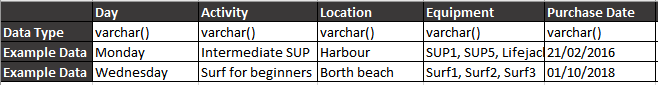 Day Activity Location Equipment Purchase Date
Data Type varchar() varchar() varchar() varchar() varchar()
Example Data Monday Intermediate SUP Harbour SUP1, SUP5, Lifejac 21/02/2016
Example Data Wednesday Surf for beginners Borth beach Surf1, Surf2, Surf3 01/10/2018